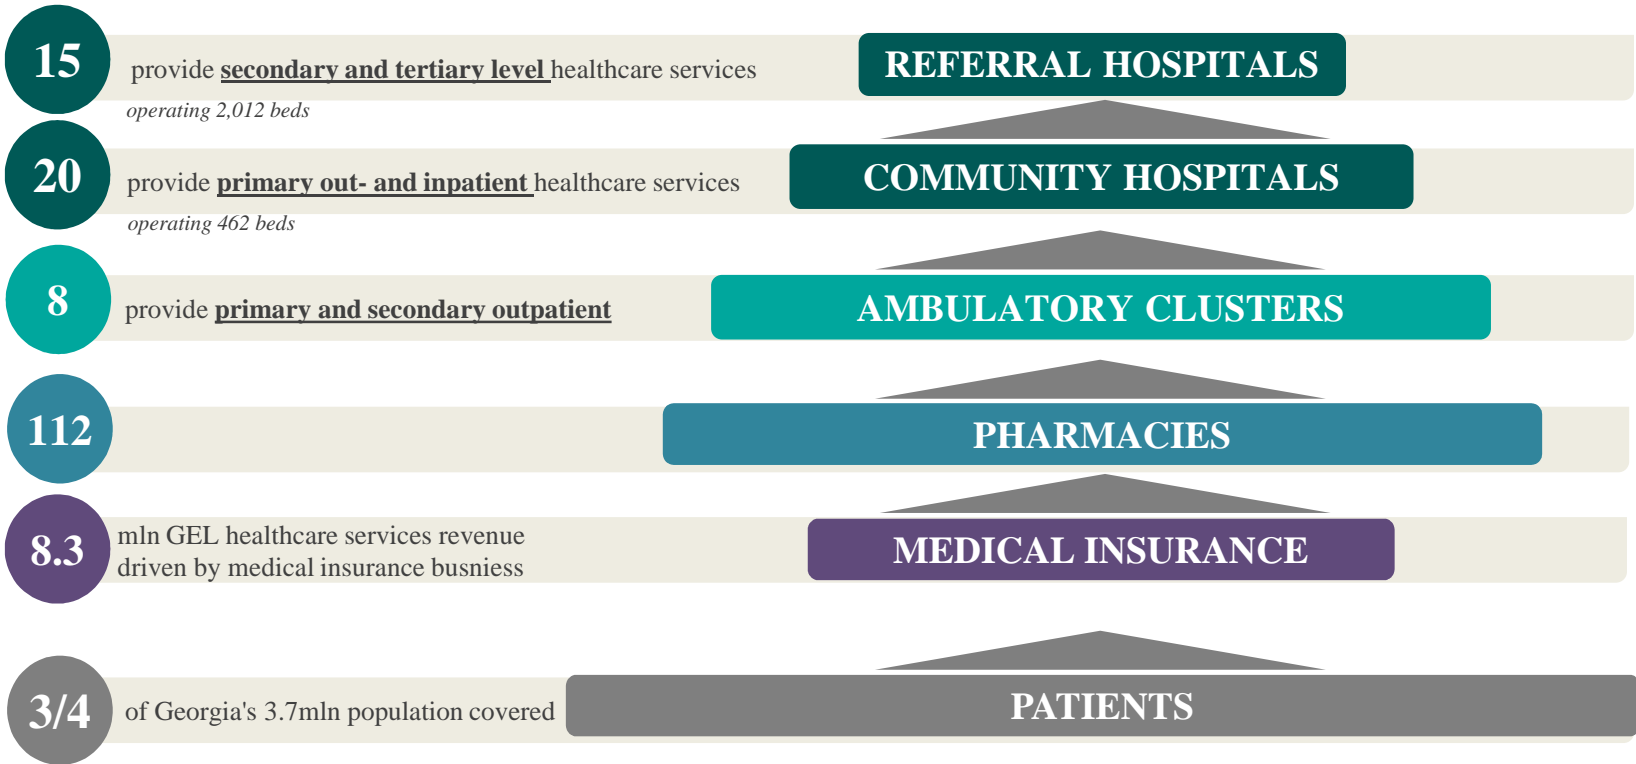 15
provide secondary and tertiary level healthcare services
REFERRAL HOSPITALS
operating 2,012 beds
20
provide primary out- and inpatient healthcare services
COMMUNITY HOSPITALS
operating 462 beds
8
provide primary and secondary outpatient
AMBULATORY CLUSTERS
112
PHARMACIES
8.3
mln GEL healthcare services revenue
driven by medical insurance busniess
MEDICAL INSURANCE
3/4
of Georgia's 3.7mln population covered
PATIENTS